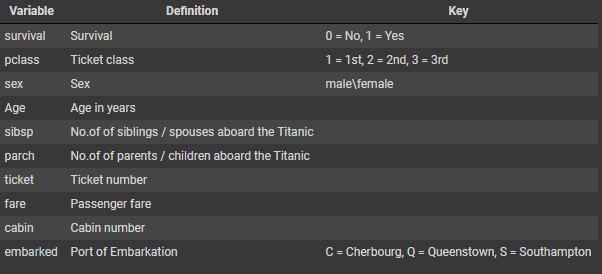 Variable Definition Key
survival Survival 0 = No, 1 = Yes
pclass Ticket class 1 = 1st, 2 = 2nd, 3 = 3rd
sex Sex male\female
Age Age in years
sibsp No.of of siblings / spouses aboard the Titanic
parch No.of of parents / children aboard the Titanic
ticket Ticket number
fare Passenger fare
cabin Cabin number
embarked Port of Embarkation C = Cherbourg, Q = Queenstown, S = Southampton